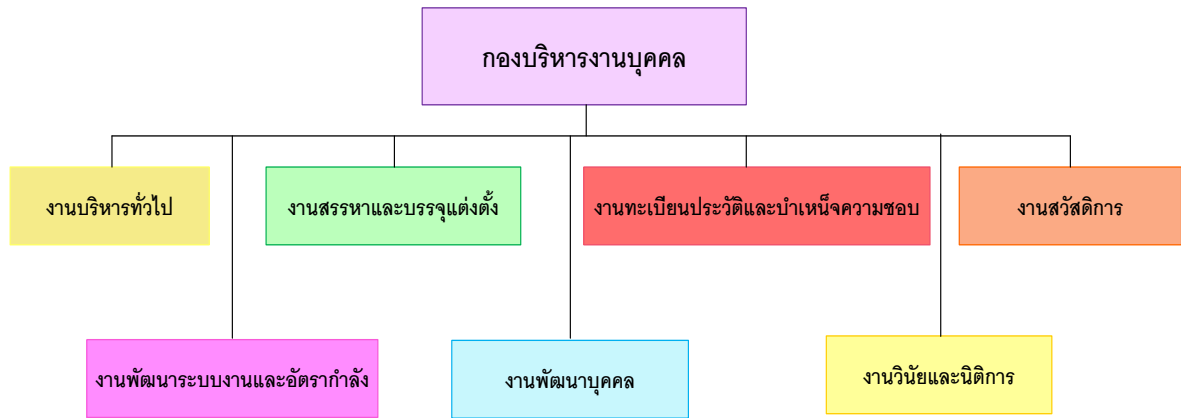 กองบริหารงานบุคคล
งานบริหารทั่วไป
งานสรรหาและบรรจุแต่งตั้ง
งานทะเบียนประวัติและบำเหน็จความชอบ
งานสวัสดิการ
งานพัฒนาระบบงานและอัตรากำลัง
งานพัฒนาบุคคล
งานวินัยและนิติการ